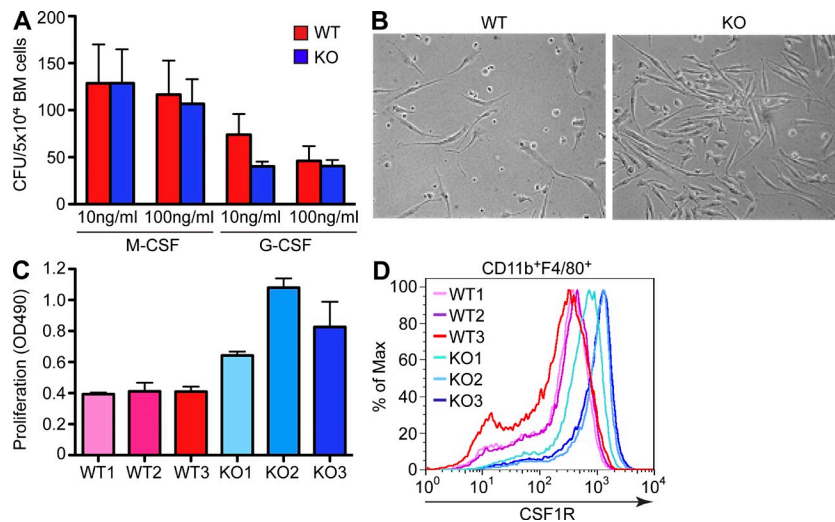 A
200
150
100
50
0
CFU/5x10⁴ BM cells
WT
KO
10ng/ml 100ng/ml 10ng/ml 100ng/ml
M-CSF G-CSF
B
WT KO
C
1.2
1.0
0.8
0.6
0.4
0.2
0
Proliferation (OD490)
WT1 WT2 WT3 KO1 KO2 KO3
D
CD11b⁺F4/80⁺
100
80
60
40
20
0
% of Max
WT1
WT2
WT3
KO1
KO2
KO3
10⁰ 10¹ 10² 10³ 10⁴
CSF1R